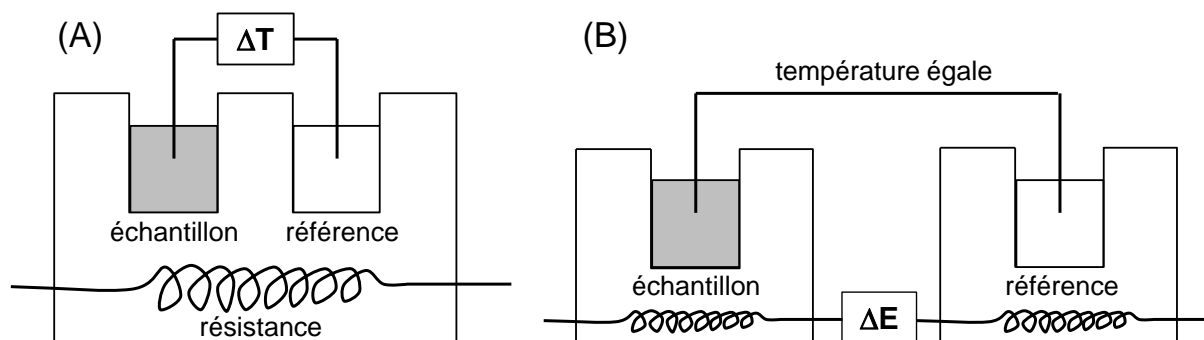 (A)
ΔT
échantillon
référence
résistance
(B)
température égale
échantillon
référence
ΔE